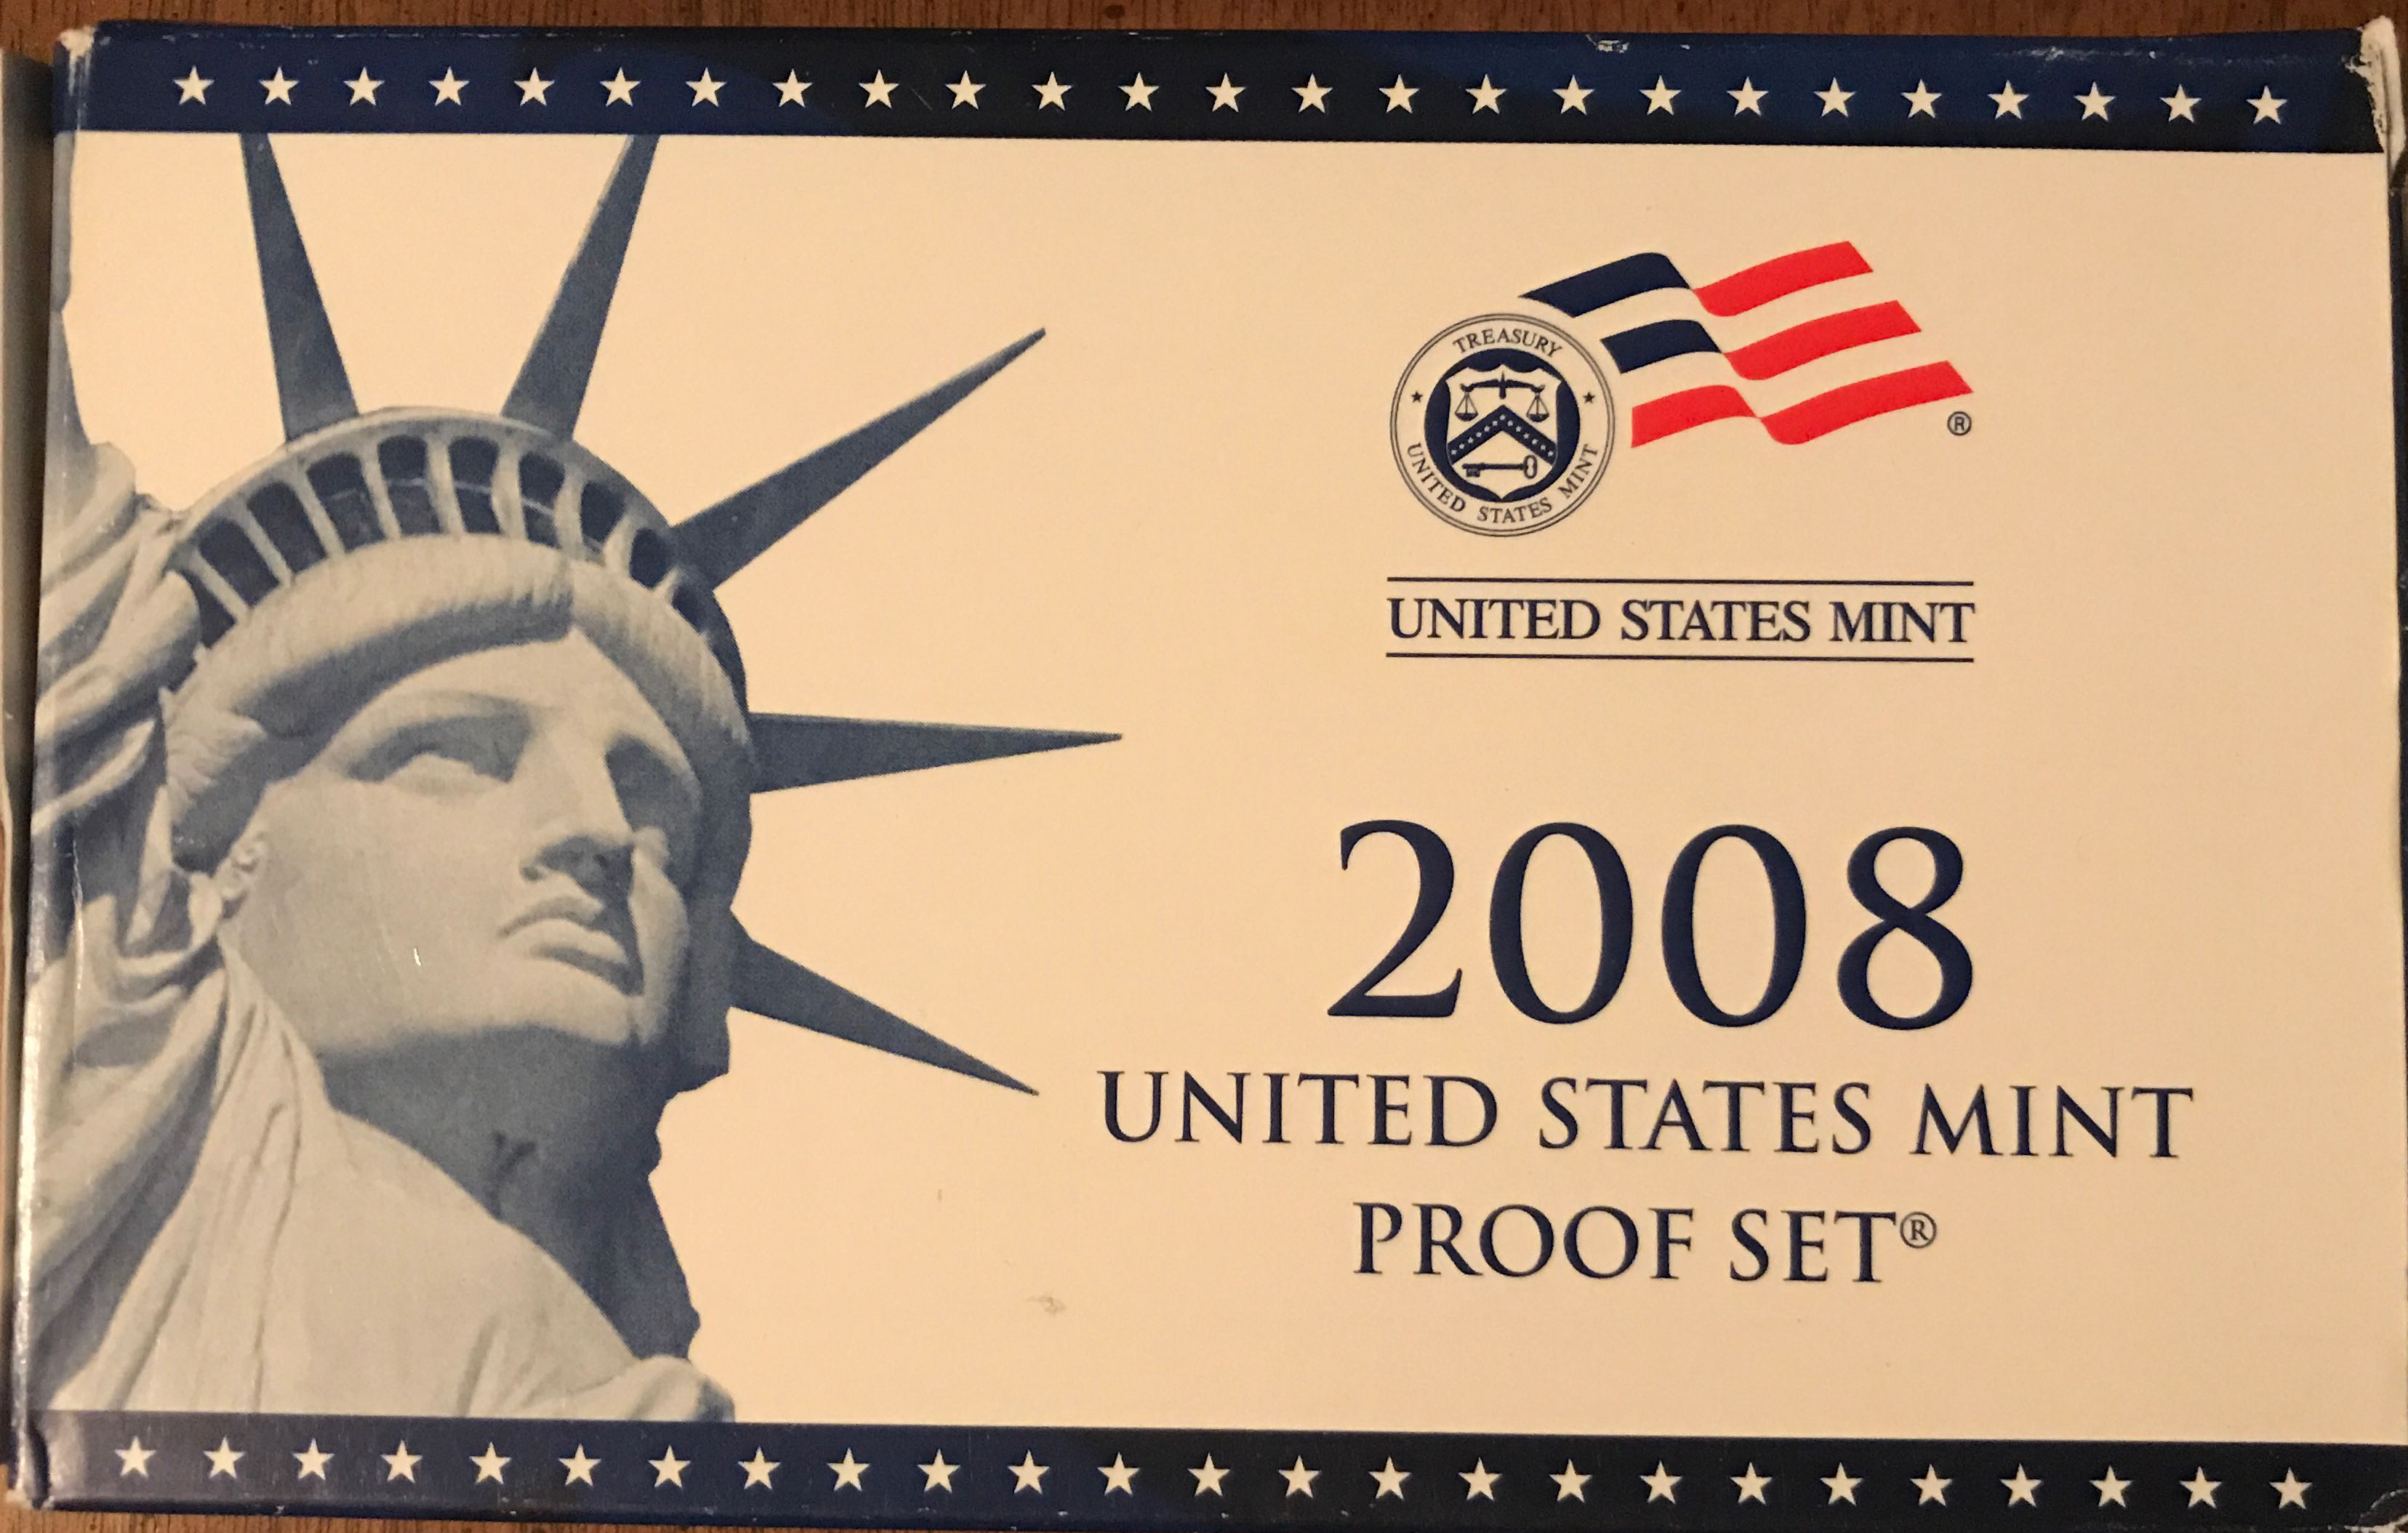 TREASURY
UNITED STATES MINT
®
UNITED STATES MINT
2008
UNITED STATES MINT
PROOF SET®